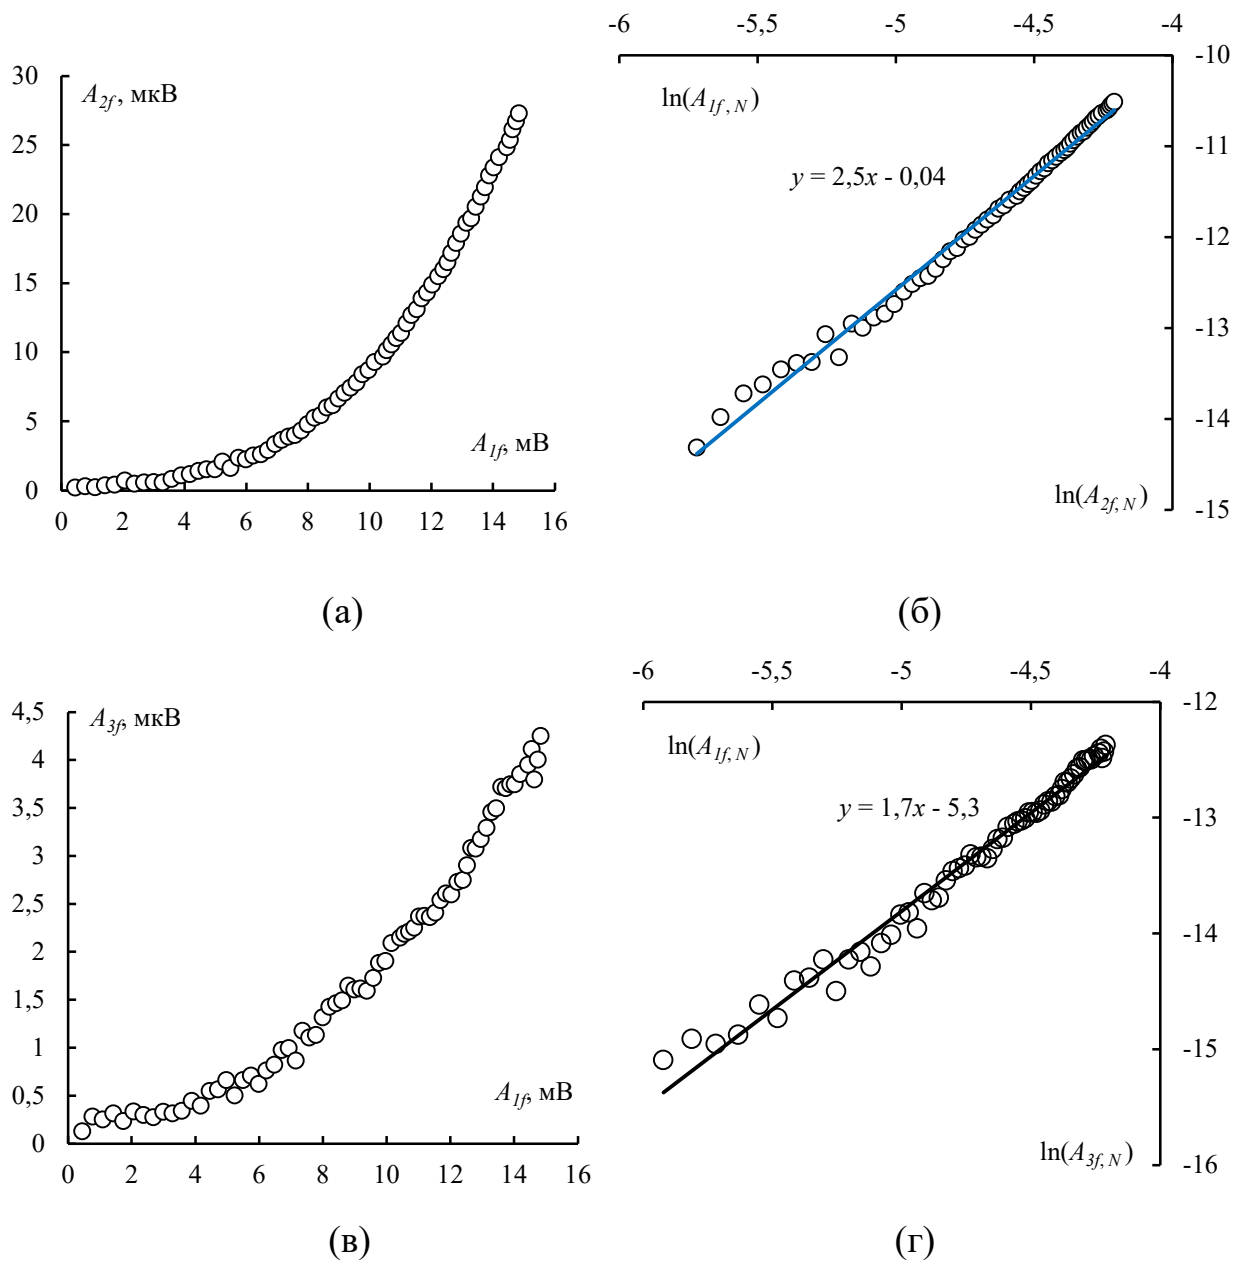 -6 -5,5 -5 -4,5 -4
30
25
20
15
10
5
0
A2f, мкВ
A1f, мВ
0 2 4 6 8 10 12 14 16
ln(A1f, N)
y = 2,5x - 0,04
ln(A2f, N)
-10
-11
-12
-13
-14
-15
(а)
(б)
-6 -5,5 -5 -4,5 -4
4,5
4
3,5
3
2,5
2
1,5
1
0,5
0
A3f, мкВ
A1f, мВ
0 2 4 6 8 10 12 14 16
ln(A1f, N)
y = 1,7x - 5,3
ln(A3f, N)
-12
-13
-14
-15
-16
(в)
(г)